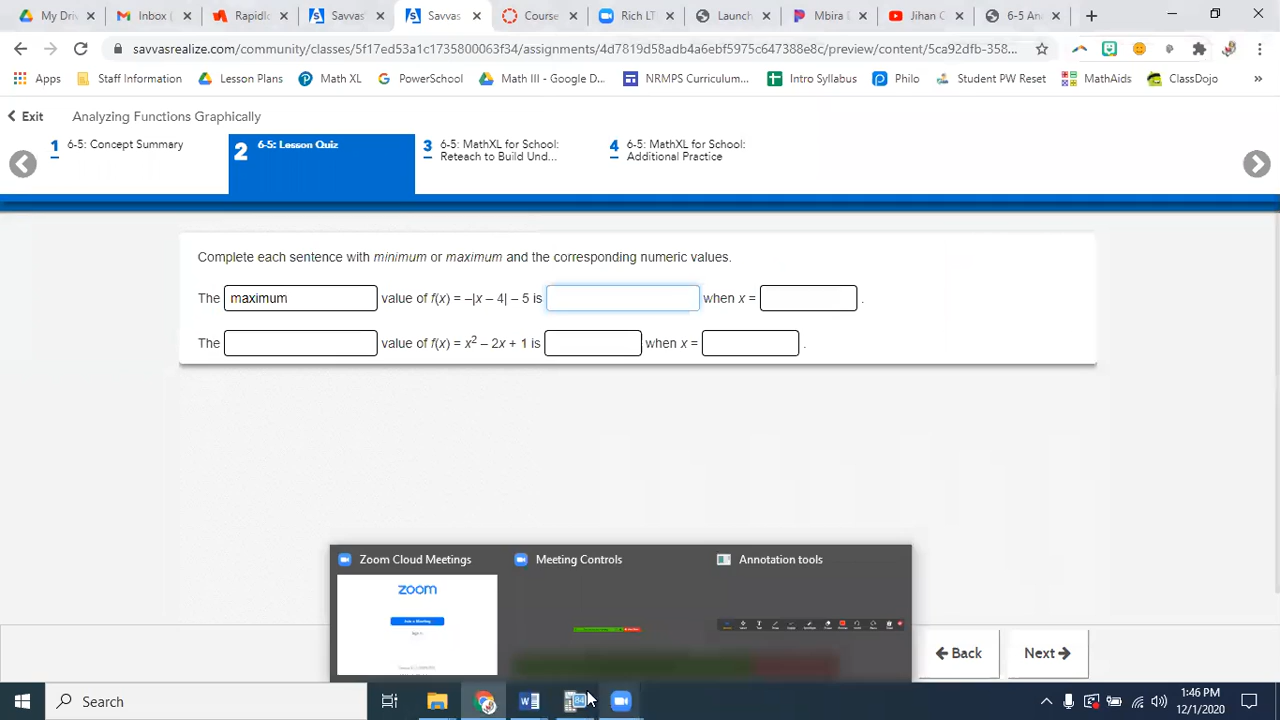 My Dri
Inbox (
Rapidl
Savvas
Savvas
Course
Rich LT
Launch
Mbira
Jihan C
6-5 An
savvasrealize.com/community/classes/5f17ed53a1c1735800063f34/assignments/4d7819d58adb4a6ebf5975c647388e8c/preview/content/5ca92dfb-358...
Apps Staff Information Lesson Plans Math XL PowerSchool Math III - Google D... NRMPS Curriculum... Intro Syllabus Philo Student PW Reset MathAids ClassDojo »
Exit Analyzing Functions Graphically
1 6-5: Concept Summary
2 6-5: Lesson Quiz
3 6-5: MathXL for School: Reteach to Build Und...
4 6-5: MathXL for School: Additional Practice
Complete each sentence with minimum or maximum and the corresponding numeric values.
The maximum value of f(x) = –|x – 4| – 5 is when x = .
The value of f(x) = x² – 2x + 1 is when x = .
Zoom Cloud Meetings Meeting Controls Annotation tools
zoom
Back Next
Search
84
1:46 PM
12/1/2020